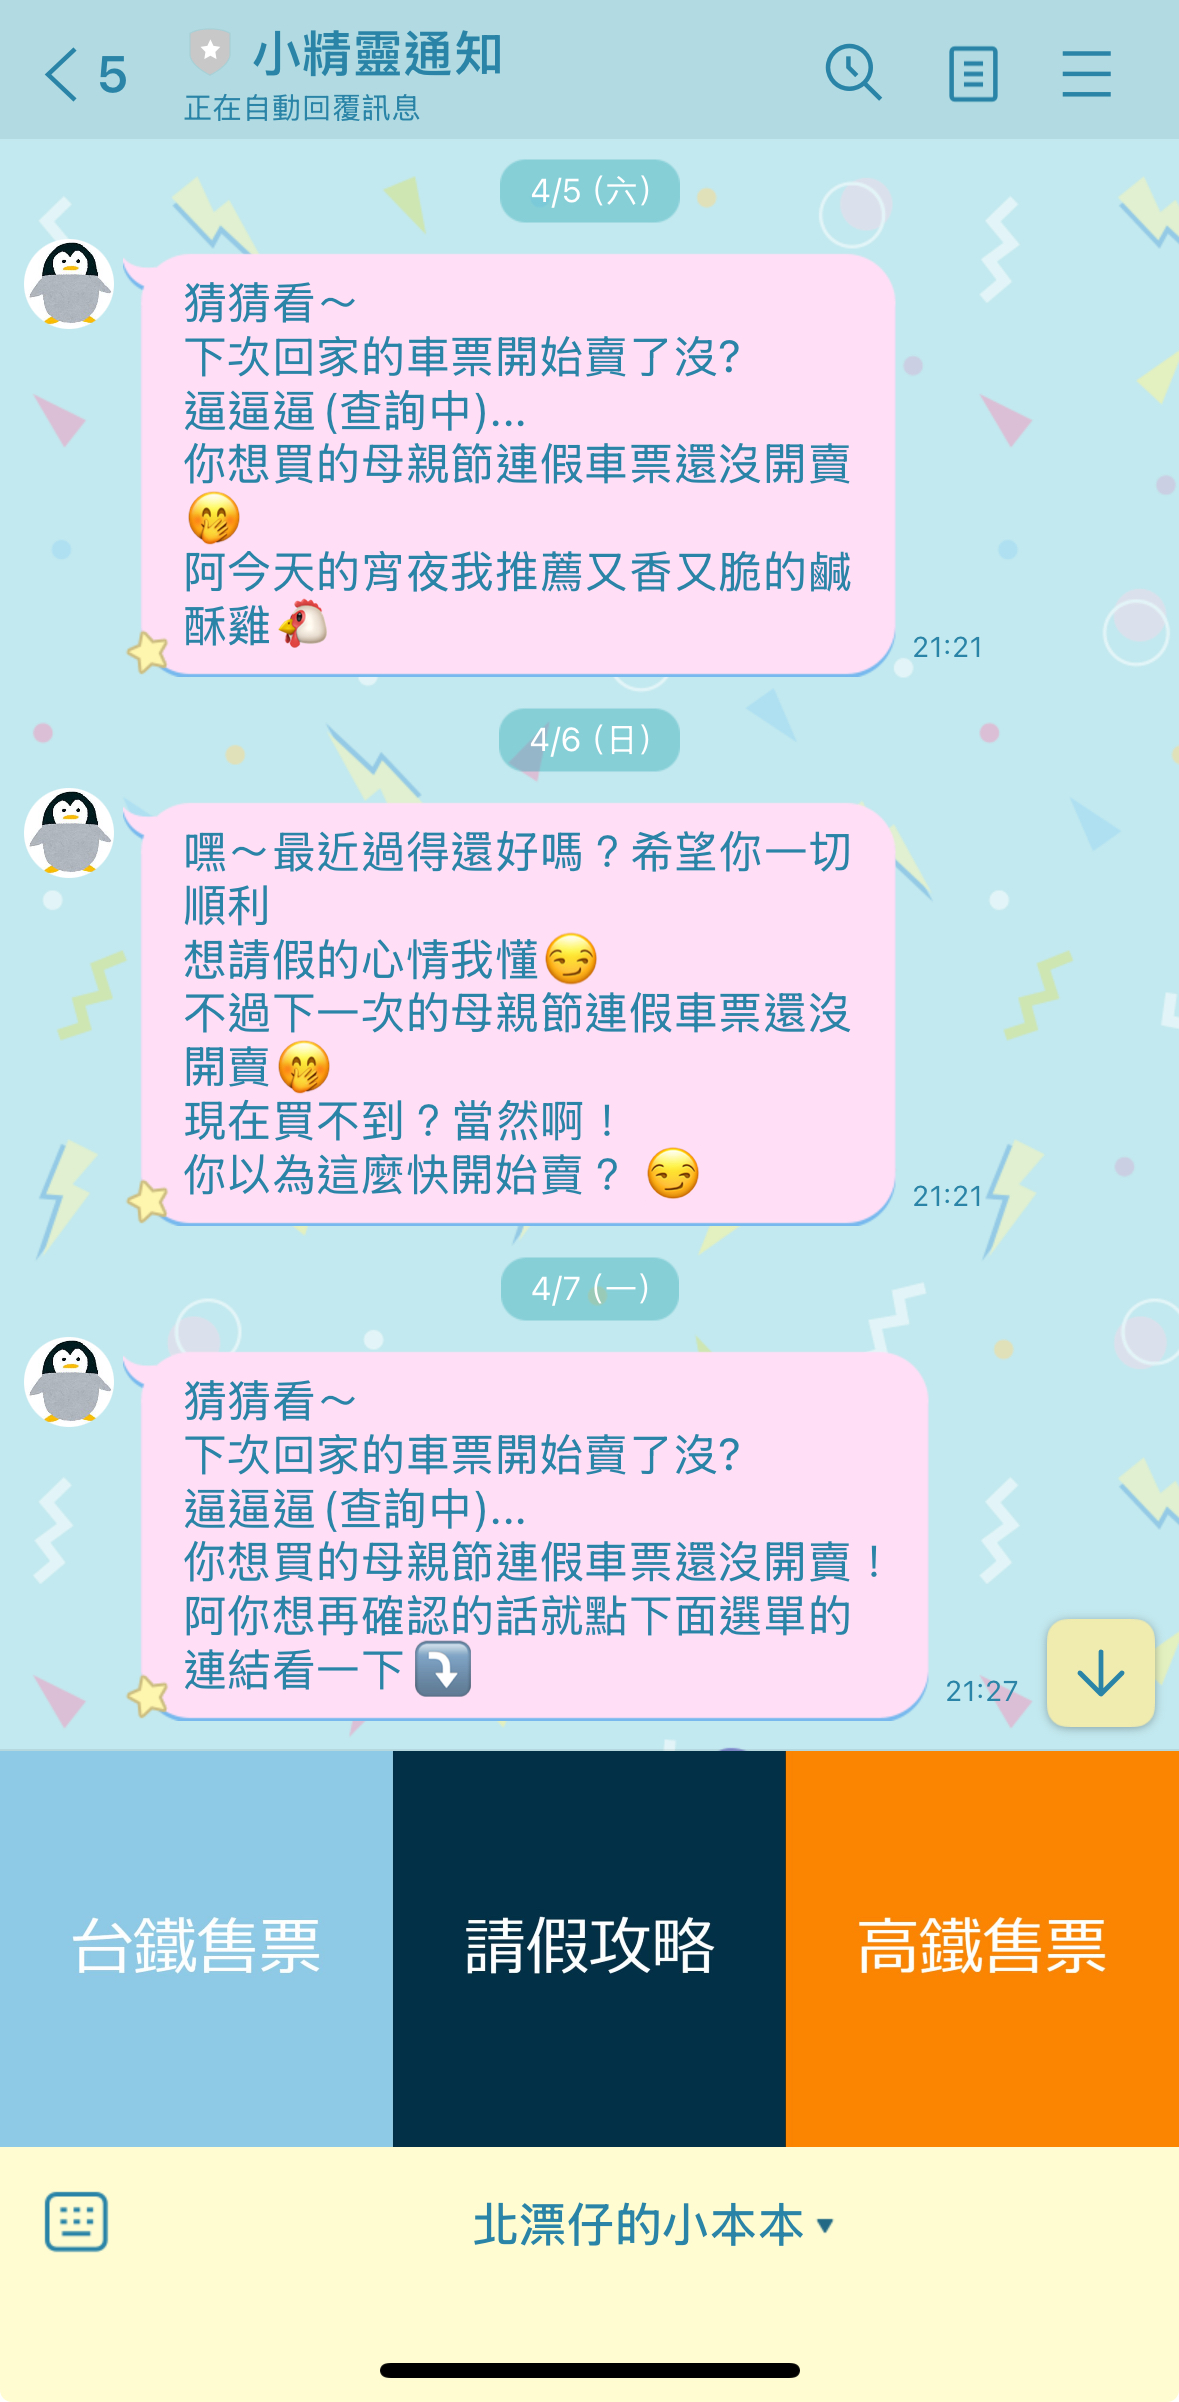 5
小精靈通知
正在自動回覆訊息
4/5 (六)
猜猜看～
下次回家的車票開始賣了沒?
逼逼逼(查詢中)...
你想買的母親節連假車票還沒開賣
🤭
阿今天的宵夜我推薦又香又脆的鹹
酥雞🐔
21:21
4/6 (日)
嘿～最近過得還好嗎？希望你一切
順利
想請假的心情我懂😏
不過下一次的母親節連假車票還沒
開賣🤭
現在買不到？當然啊！
你以為這麼快開始賣？ 😏
21:21
4/7 (一)
猜猜看～
下次回家的車票開始賣了沒?
逼逼逼(查詢中)...
你想買的母親節連假車票還沒開賣！
阿你想再確認的話就點下面選單的
連結看一下⤵️
21:27
台鐵售票
請假攻略
高鐵售票
北漂仔的小本本